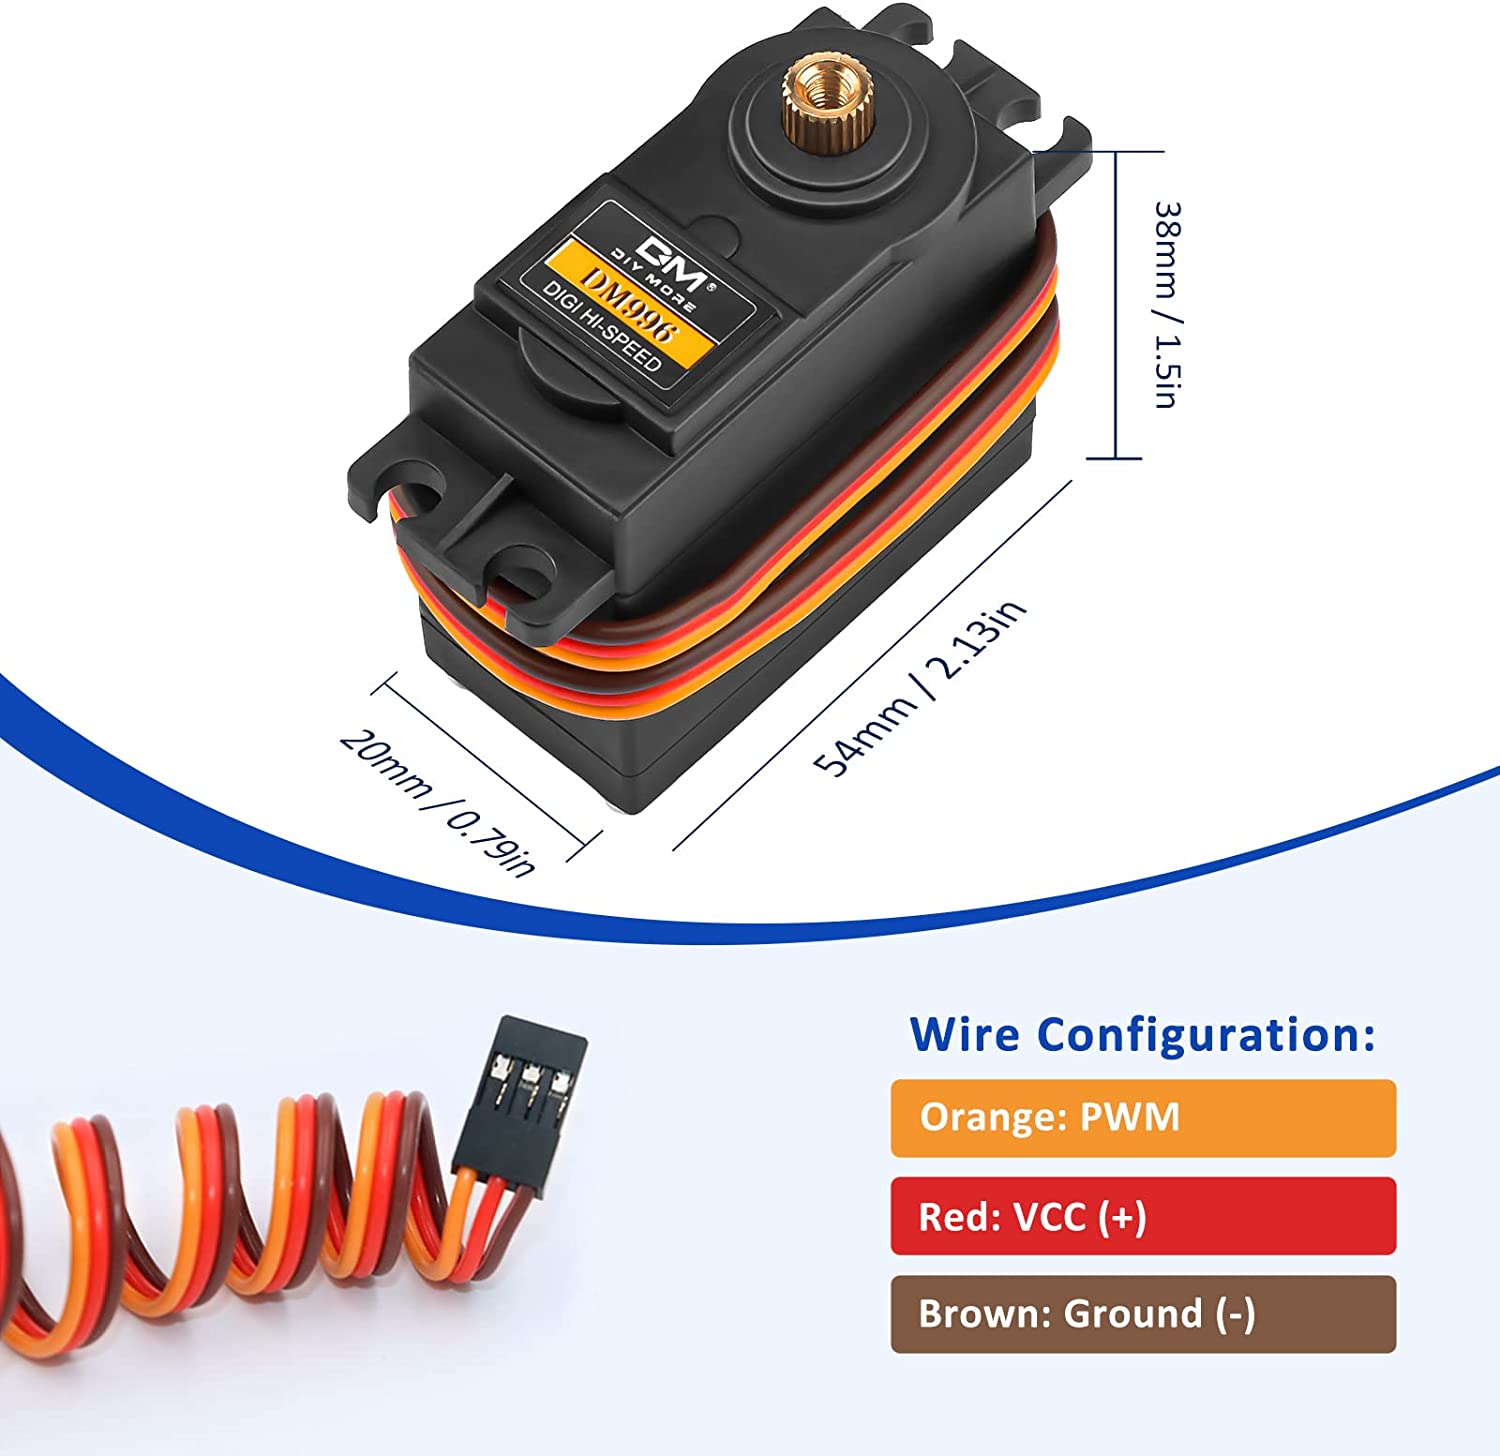 DM
DIY MORE®
DM996
DIGI HI-SPEED
38mm / 1.5in
54mm / 2.13in
20mm / 0.79in
Wire Configuration:
Orange: PWM
Red: VCC (+)
Brown: Ground (-)